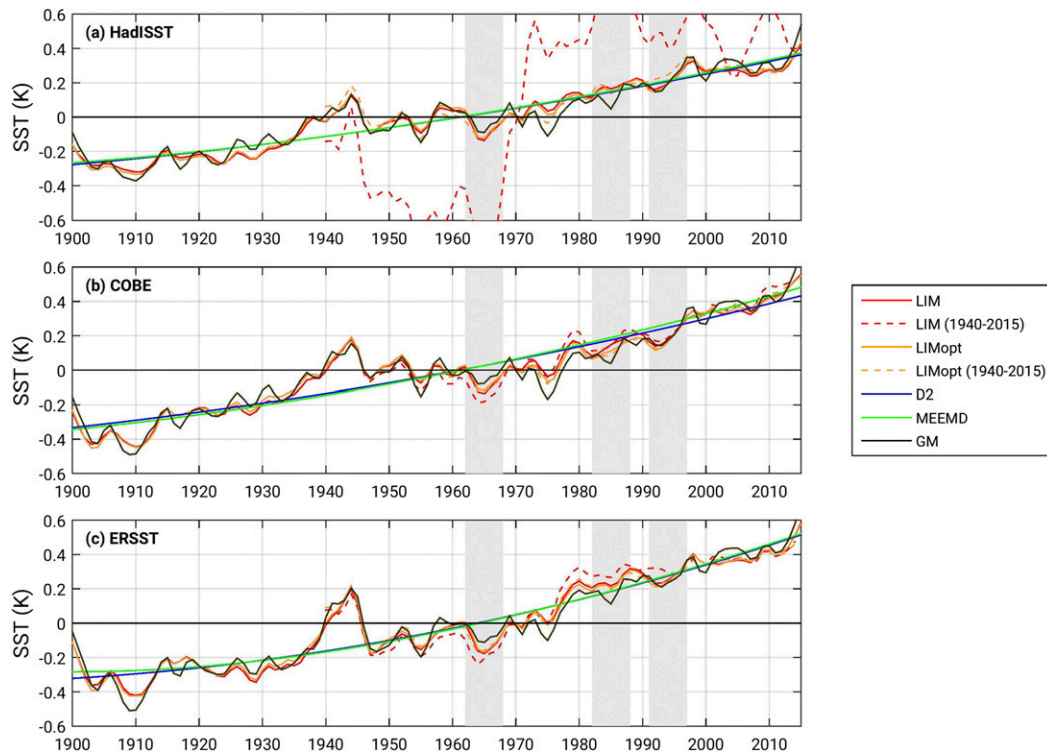 0.6
(a) HadISST
0.4
0.2
0
-0.2
-0.4
-0.6
SST (K)
1900 1910 1920 1930 1940 1950 1960 1970 1980 1990 2000 2010
0.6
(b) COBE
0.4
0.2
0
-0.2
-0.4
-0.6
SST (K)
1900 1910 1920 1930 1940 1950 1960 1970 1980 1990 2000 2010
LIM
LIM (1940-2015)
LIMopt
LIMopt (1940-2015)
D2
MEEMD
GM
0.6
(c) ERSST
0.4
0.2
0
-0.2
-0.4
-0.6
SST (K)
1900 1910 1920 1930 1940 1950 1960 1970 1980 1990 2000 2010